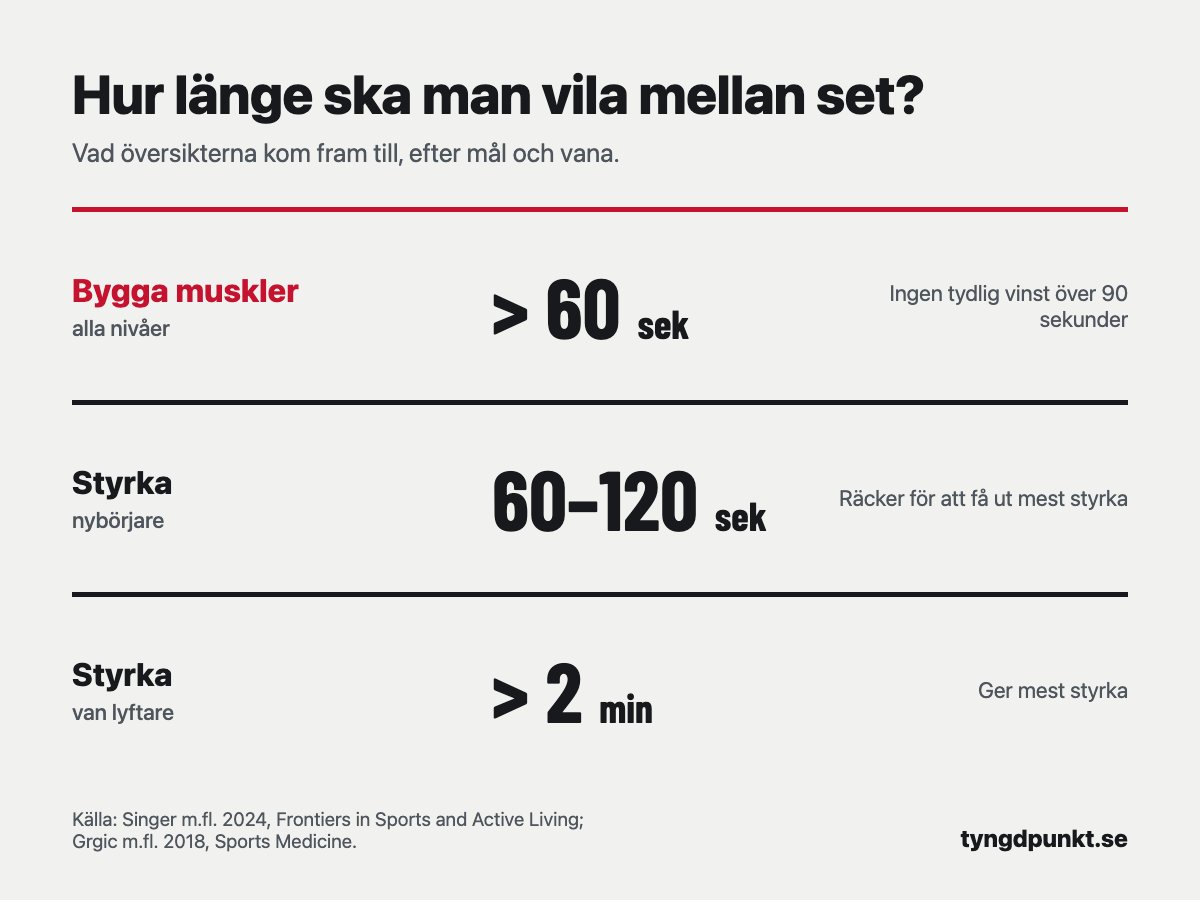 Hur länge ska man vila mellan set?
Vad översikterna kom fram till, efter mål och vana.
Bygga muskler
alla nivåer
> 60 sek
Ingen tydlig vinst över 90
sekunder
Styrka
nybörjare
60–120 sek
Räcker för att få ut mest styrka
Styrka
van lyftare
> 2 min
Ger mest styrka
Källa: Singer m.fl. 2024, Frontiers in Sports and Active Living;
Grgic m.fl. 2018, Sports Medicine.
tyngdpunkt.se